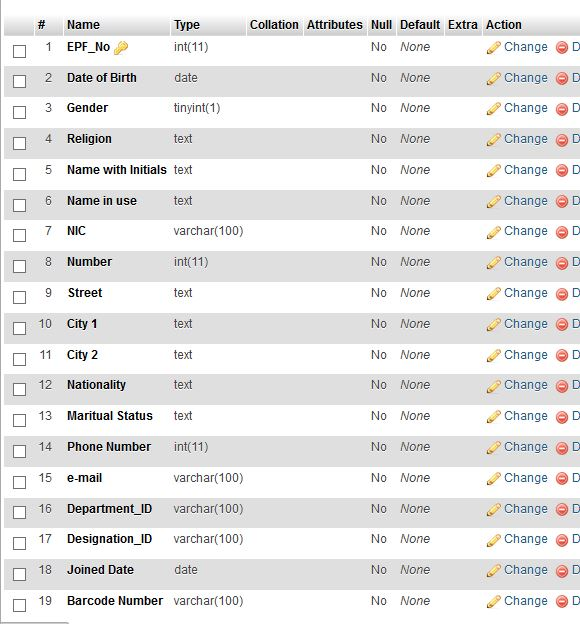 # Name Type Collation Attributes Null Default Extra Action
1 EPF_No int(11) No None Change D
2 Date of Birth date No None Change D
3 Gender tinyint(1) No None Change D
4 Religion text No None Change D
5 Name with Initials text No None Change D
6 Name in use text No None Change D
7 NIC varchar(100) No None Change D
8 Number int(11) No None Change D
9 Street text No None Change D
10 City 1 text No None Change D
11 City 2 text No None Change D
12 Nationality text No None Change D
13 Maritual Status text No None Change D
14 Phone Number int(11) No None Change D
15 e-mail varchar(100) No None Change D
16 Department_ID varchar(100) No None Change D
17 Designation_ID varchar(100) No None Change D
18 Joined Date date No None Change D
19 Barcode Number varchar(100) No None Change D